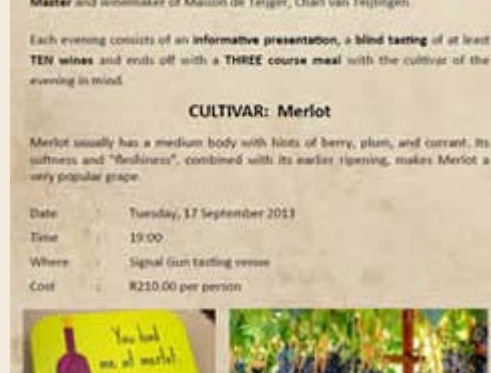 Master and winemaker of Maison de Teijger, Charl van Teijlingen.
Each evening consists of an informative presentation, a blind tasting of at least
TEN wines and ends off with a THREE course meal with the cultivar of the
evening in mind.
CULTIVAR: Merlot
Merlot usually has a medium body with hints of berry, plum, and currant. Its
softness and "fleshiness", combined with its earlier ripening, makes Merlot a
very popular grape.
Date : Tuesday, 17 September 2013
Time : 19:00
Where : Signal Gun tasting venue
Cost : R210.00 per person
You had
me at merlot.